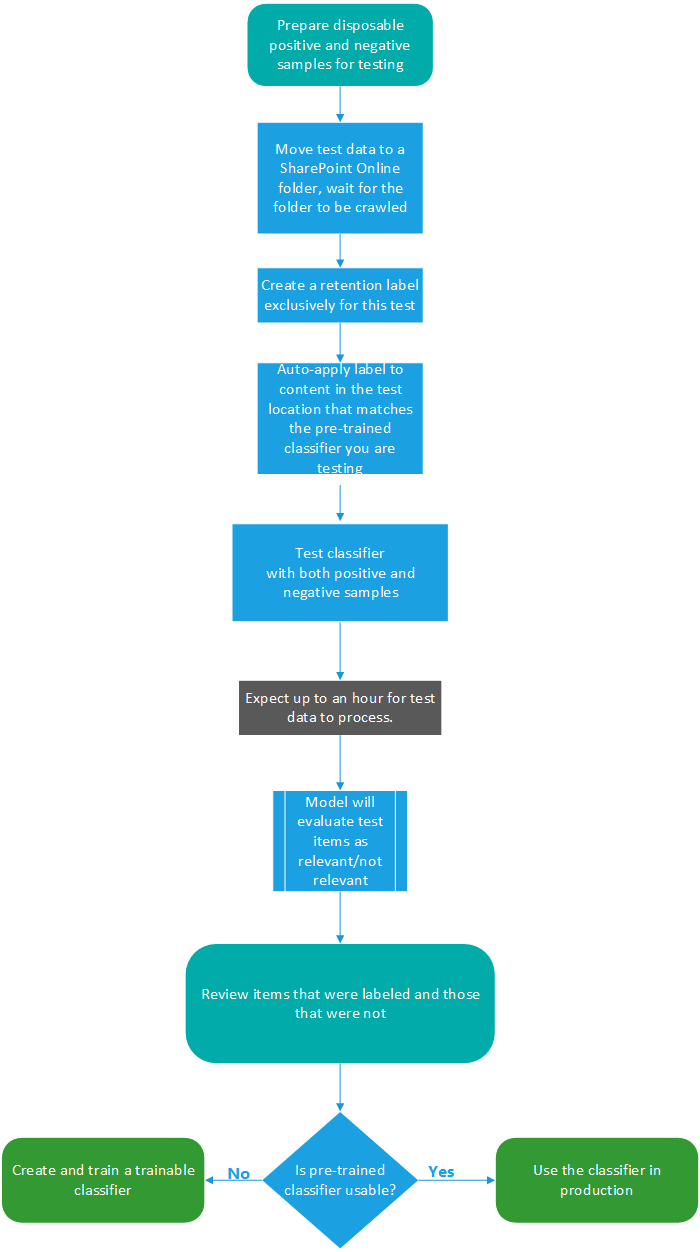 Prepare disposable
positive and negative
samples for testing
Move test data to a
SharePoint Online
folder, wait for the
folder to be crawled
Create a retention label
exclusively for this test
Auto-apply label to
content in the test
location that matches
the pre-trained
classifier you are
testing
Test classifier
with both positive and
negative samples
Expect up to an hour for test
data to process.
Model will
evaluate test
items as
relevant/not
relevant
Review items that were labeled and those
that were not
Is pre-trained
classifier usable?
No
Create and train a trainable
classifier
Yes
Use the classifier in
production